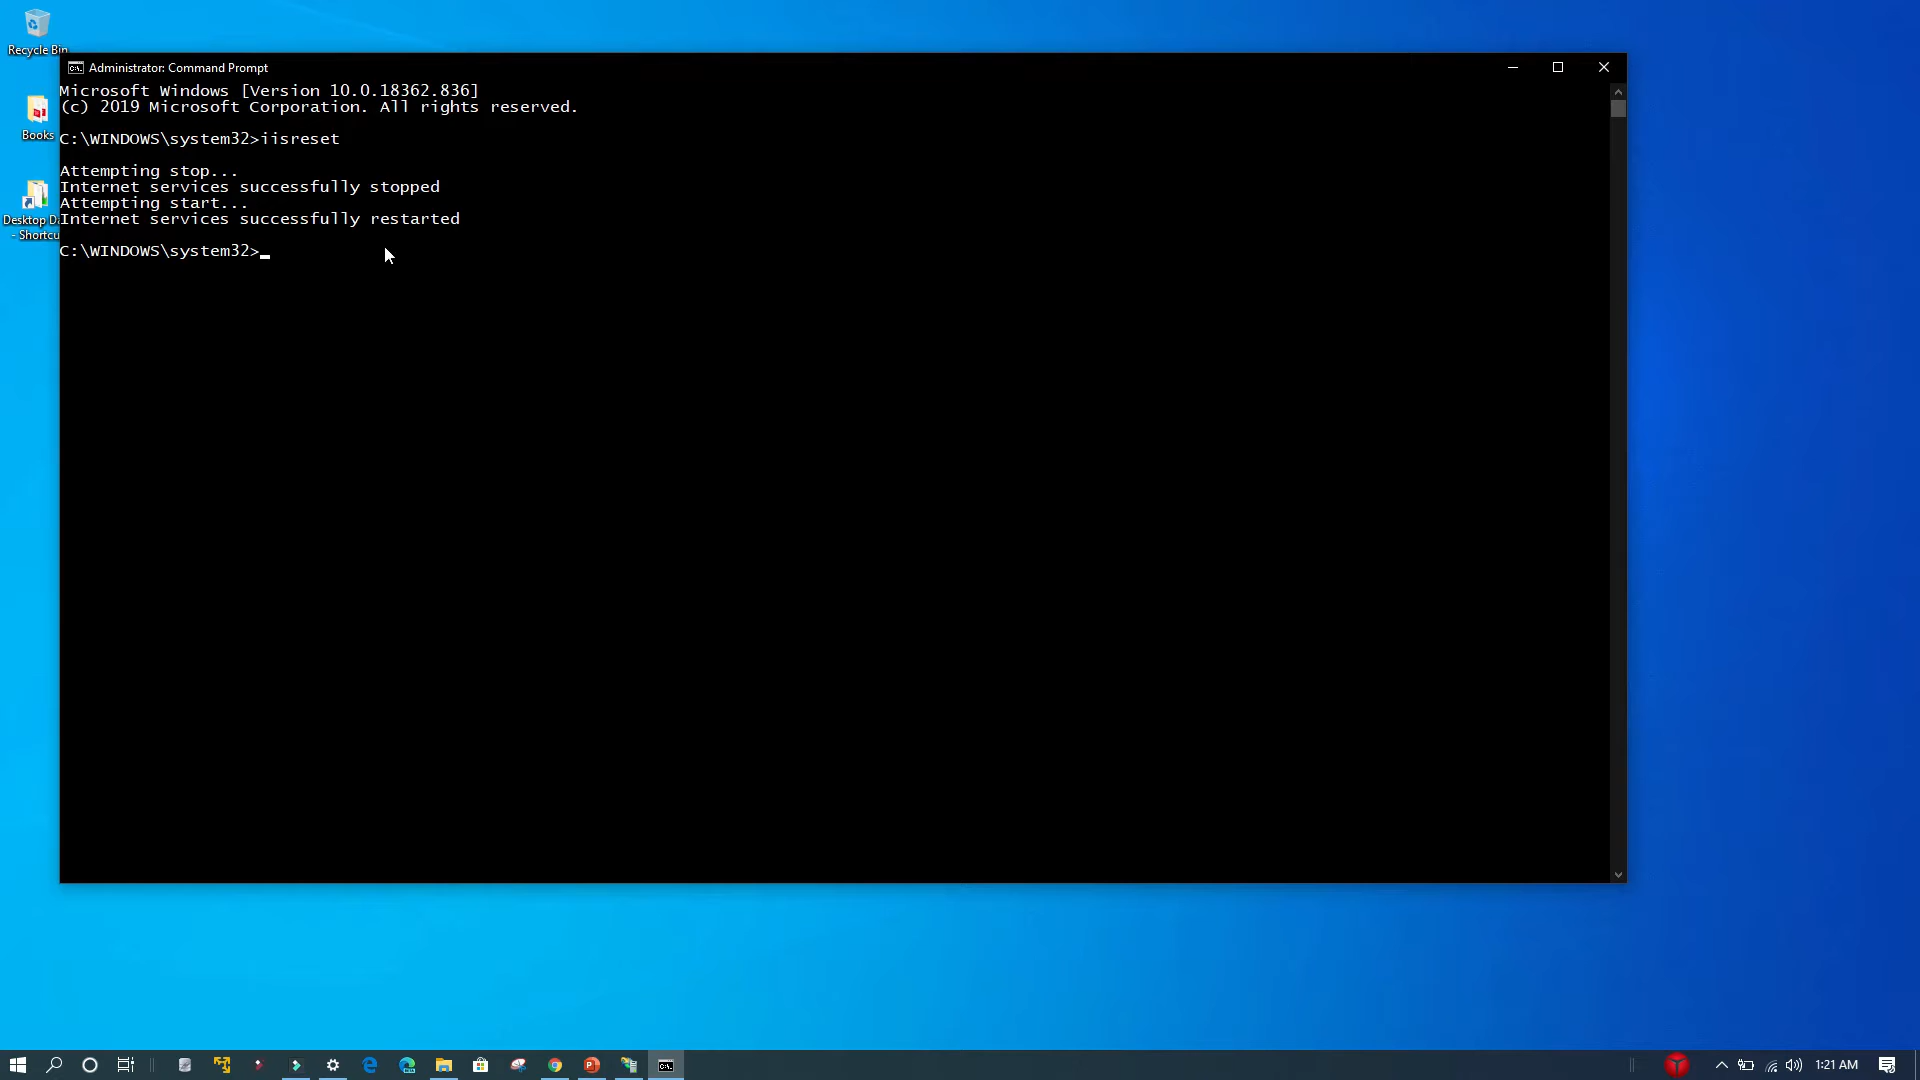 Recycle Bin
Books
Desktop Da
- Shortcu
Administrator: Command Prompt
Microsoft Windows [Version 10.0.18362.836]
(c) 2019 Microsoft Corporation. All rights reserved.
C:\WINDOWS\system32>iisreset
Attempting stop...
Internet services successfully stopped
Attempting start...
Internet services successfully restarted
C:\WINDOWS\system32>
1:21 AM